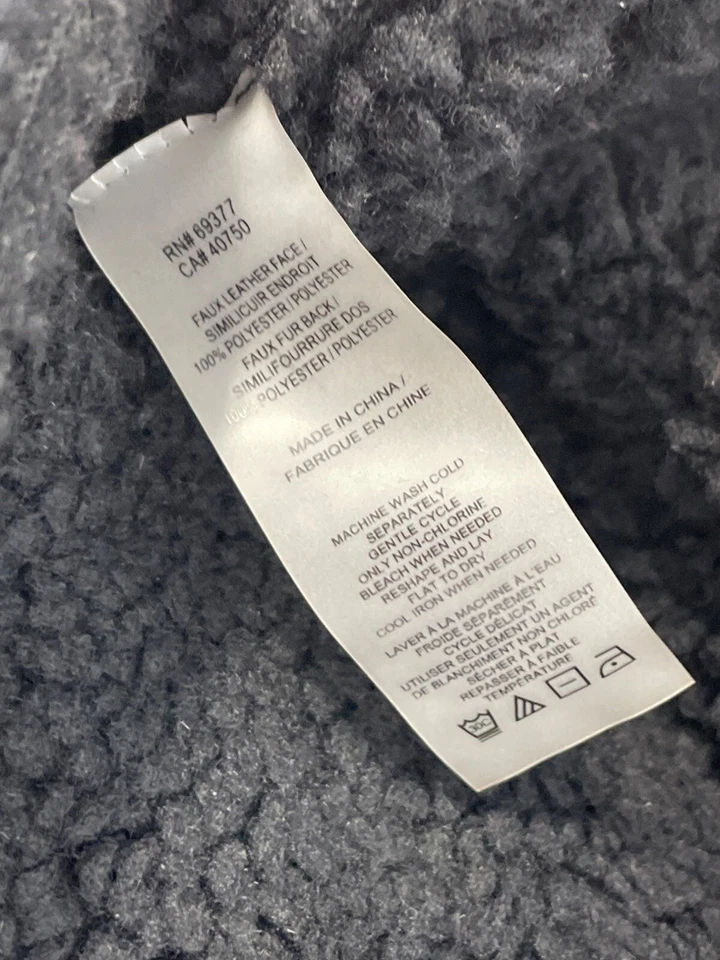 RN# 69377
CA# 40750
FAUX LEATHER FACE /
SIMILICUIR ENDROIT
100% POLYESTER / POLYESTER
FAUX FUR BACK /
SIMILIFOURRURE DOS
100% POLYESTER / POLYESTER
MADE IN CHINA /
FABRIQUE EN CHINE
MACHINE WASH COLD
SEPARATELY
GENTLE CYCLE
ONLY NON-CHLORINE
BLEACH WHEN NEEDED
RESHAPE AND LAY
FLAT TO DRY
COOL IRON WHEN NEEDED
LAVER À LA MACHINE À L'EAU
FROIDE SÉPARÉMENT
CYCLE DÉLICAT
UTILISER SEULEMENT UN AGENT
DE BLANCHIMENT NON CHLORÉ
SÉCHER À PLAT
REPASSER À FAIBLE
TEMPÉRATURE
30C